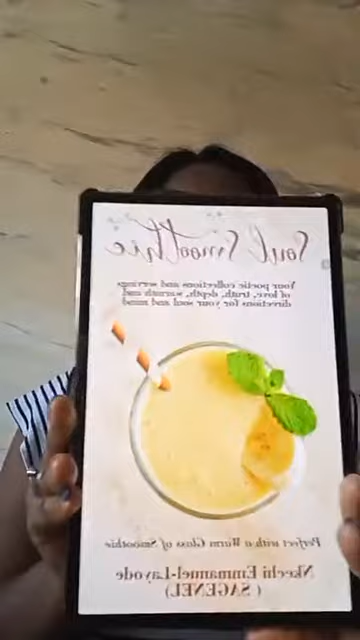 Soul Smoothie
Your poetic collections and servings
of love, truth, depth, warmth and
directions for your soul and mind
Perfect with a Warm Glass of Smoothie
Nkechi Emmanuel-Layode
( SAGENEL)